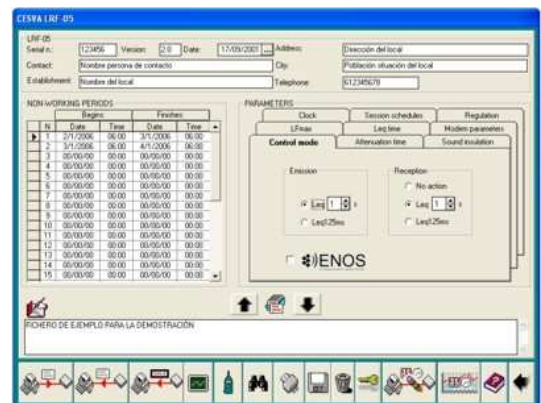 CESVA LRF-05
LRF-05
Serial n.: 123456 Version: 2.0 Date: 17/09/2001 ... Address: Dirección del local
Contact: Nombre persona de contacto City: Población situación del local
Establishment: Nombre del local Telephone: 612345678
NON-WORKING PERIODS
Begins Finishes
N Date Time Date Time
1 2/1/2006 06:00 3/1/2006 06:00
2 3/1/2006 06:00 4/1/2006 06:00
3 00/00/00 00:00 00/00/00 00:00
4 00/00/00 00:00 00/00/00 00:00
5 00/00/00 00:00 00/00/00 00:00
6 00/00/00 00:00 00/00/00 00:00
7 00/00/00 00:00 00/00/00 00:00
8 00/00/00 00:00 00/00/00 00:00
9 00/00/00 00:00 00/00/00 00:00
10 00/00/00 00:00 00/00/00 00:00
11 00/00/00 00:00 00/00/00 00:00
12 00/00/00 00:00 00/00/00 00:00
13 00/00/00 00:00 00/00/00 00:00
14 00/00/00 00:00 00/00/00 00:00
15 00/00/00 00:00 00/00/00 00:00
PARAMETERS
Clock Session schedules Regulation
LFmax Leq time Modem parameters
Control mode Attenuation time Sound insulation
Emission Reception
No action
Leq 1 s Leq 1 s
Leq125ms Leq125ms
ENOS
FICHERO DE EJEMPLO PARA LA DEMOSTRACIÓN